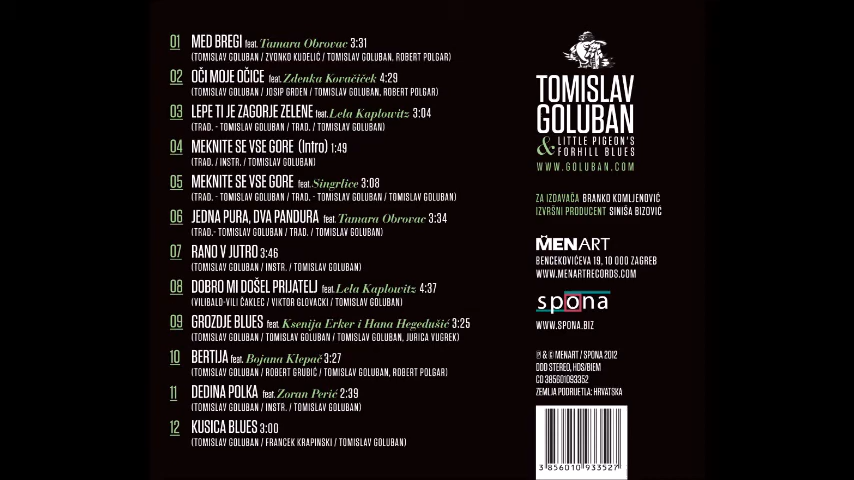 01 MED BREGI feat. Tamara Obrovac 3:31
(TOMISLAV GOLUBAN / ZVONKO KUDELIĆ / TOMISLAV GOLUBAN, ROBERT POLGAR)
02 OČI MOJE OČICE feat. Zdenka Kovačiček 4:29
(TOMISLAV GOLUBAN / JOSIP GRDEN / TOMISLAV GOLUBAN, ROBERT POLGAR)
03 LEPE TI JE ZAGORJE ZELENE feat. Lela Kaplowitz 3:04
(TRAD. - TOMISLAV GOLUBAN / TRAD. / TOMISLAV GOLUBAN)
04 MEKNITE SE VSE GORE (Intro) 1:49
(TRAD. / INSTR. / TOMISLAV GOLUBAN)
05 MEKNITE SE VSE GORE feat. Singrlice 3:08
(TRAD. - TOMISLAV GOLUBAN / TRAD. - TOMISLAV GOLUBAN / TOMISLAV GOLUBAN)
06 JEDNA PURA, DVA PANDURA feat. Tamara Obrovac 3:34
(TRAD.- TOMISLAV GOLUBAN / TRAD. / TOMISLAV GOLUBAN)
07 RANO V JUTRO 3:46
(TOMISLAV GOLUBAN / INSTR. / TOMISLAV GOLUBAN)
08 DOBRO MI DOŠEL PRIJATELJ feat. Lela Kaplowitz 4:37
(VILIBALD-VILI ČAKLEC / VIKTOR GLOVACKI / TOMISLAV GOLUBAN)
09 GROZDJE BLUES feat. Ksenija Erker i Hana Hegedušić 3:25
(TOMISLAV GOLUBAN / TOMISLAV GOLUBAN / TOMISLAV GOLUBAN, JURICA VUGREK)
10 BERTIJA feat. Bojana Klepač 3:27
(TOMISLAV GOLUBAN / ROBERT GRUBIĆ / TOMISLAV GOLUBAN, ROBERT POLGAR)
11 DEDINA POLKA feat. Zoran Perić 2:39
(TOMISLAV GOLUBAN / INSTR. / TOMISLAV GOLUBAN)
12 KUSICA BLUES 3:00
(TOMISLAV GOLUBAN / FRANCEK KRAPINSKI / TOMISLAV GOLUBAN)
TOMISLAV
GOLUBAN
& LITTLE PIGEON'S
FORHILL BLUES
WWW.GOLUBAN.COM
ZA IZDAVAČA BRANKO KOMLJENOVIĆ
IZVRŠNI PRODUCENT SINIŠA BIZOVIĆ
MENART
BENCEKOVIĆEVA 19, 10 000 ZAGREB
WWW.MENARTRECORDS.COM
spona
WWW.SPONA.BIZ
℗ & © MENART / SPONA 2012
DDD STEREO, HDS/BIEM
CD 385601093352
ZEMLJA PODRIJETLA: HRVATSKA
3 856010 933527